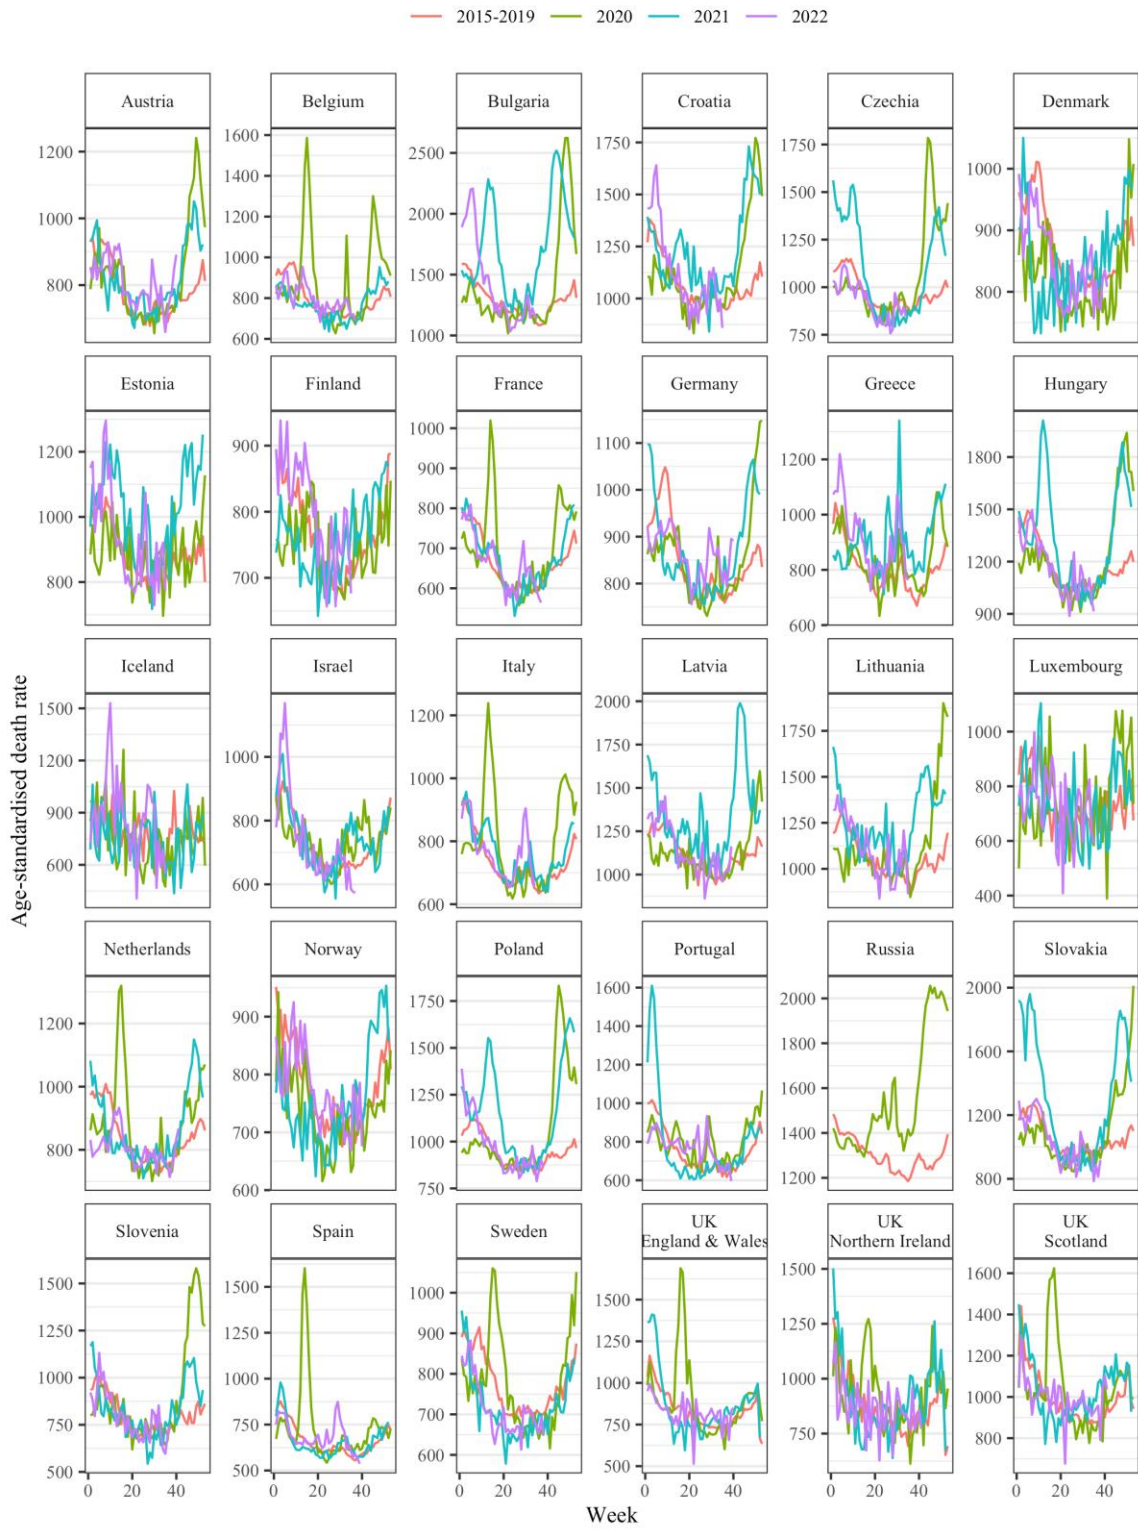 2015-2019 2020 2021 2022
Austria Belgium Bulgaria Croatia Czechia Denmark
1200 1000 800
1600 1400 1200 1000 800 600
2500 2000 1500 1000
1750 1500 1250 1000
1750 1500 1250 1000 750
1000 900 800
Estonia Finland France Germany Greece Hungary
1200 1000 800
900 800 700
1000 900 800 700 600
1100 1000 900 800
1200 1000 800 600
1800 1500 1200 900
Iceland Israel Italy Latvia Lithuania Luxembourg
1500 1200 900 600
1000 800 600
1200 1000 800 600
2000 1750 1500 1250 1000
1750 1500 1250 1000
1000 800 600 400
Age-standardised death rate
Netherlands Norway Poland Portugal Russia Slovakia
1200 1000 800
900 800 700 600
1750 1500 1250 1000 750
1600 1400 1200 1000 800 600
2000 1800 1600 1400 1200
2000 1600 1200 800
Slovenia Spain Sweden UK England & Wales UK Northern Ireland UK Scotland
1500 1250 1000 750 500
1500 1250 1000 750 500
1000 900 800 700 600
1500 1250 1000 750 500
1500 1250 1000 750
1600 1400 1200 1000 800
0 20 40 0 20 40 0 20 40 0 20 40 0 20 40 0 20 40
Week